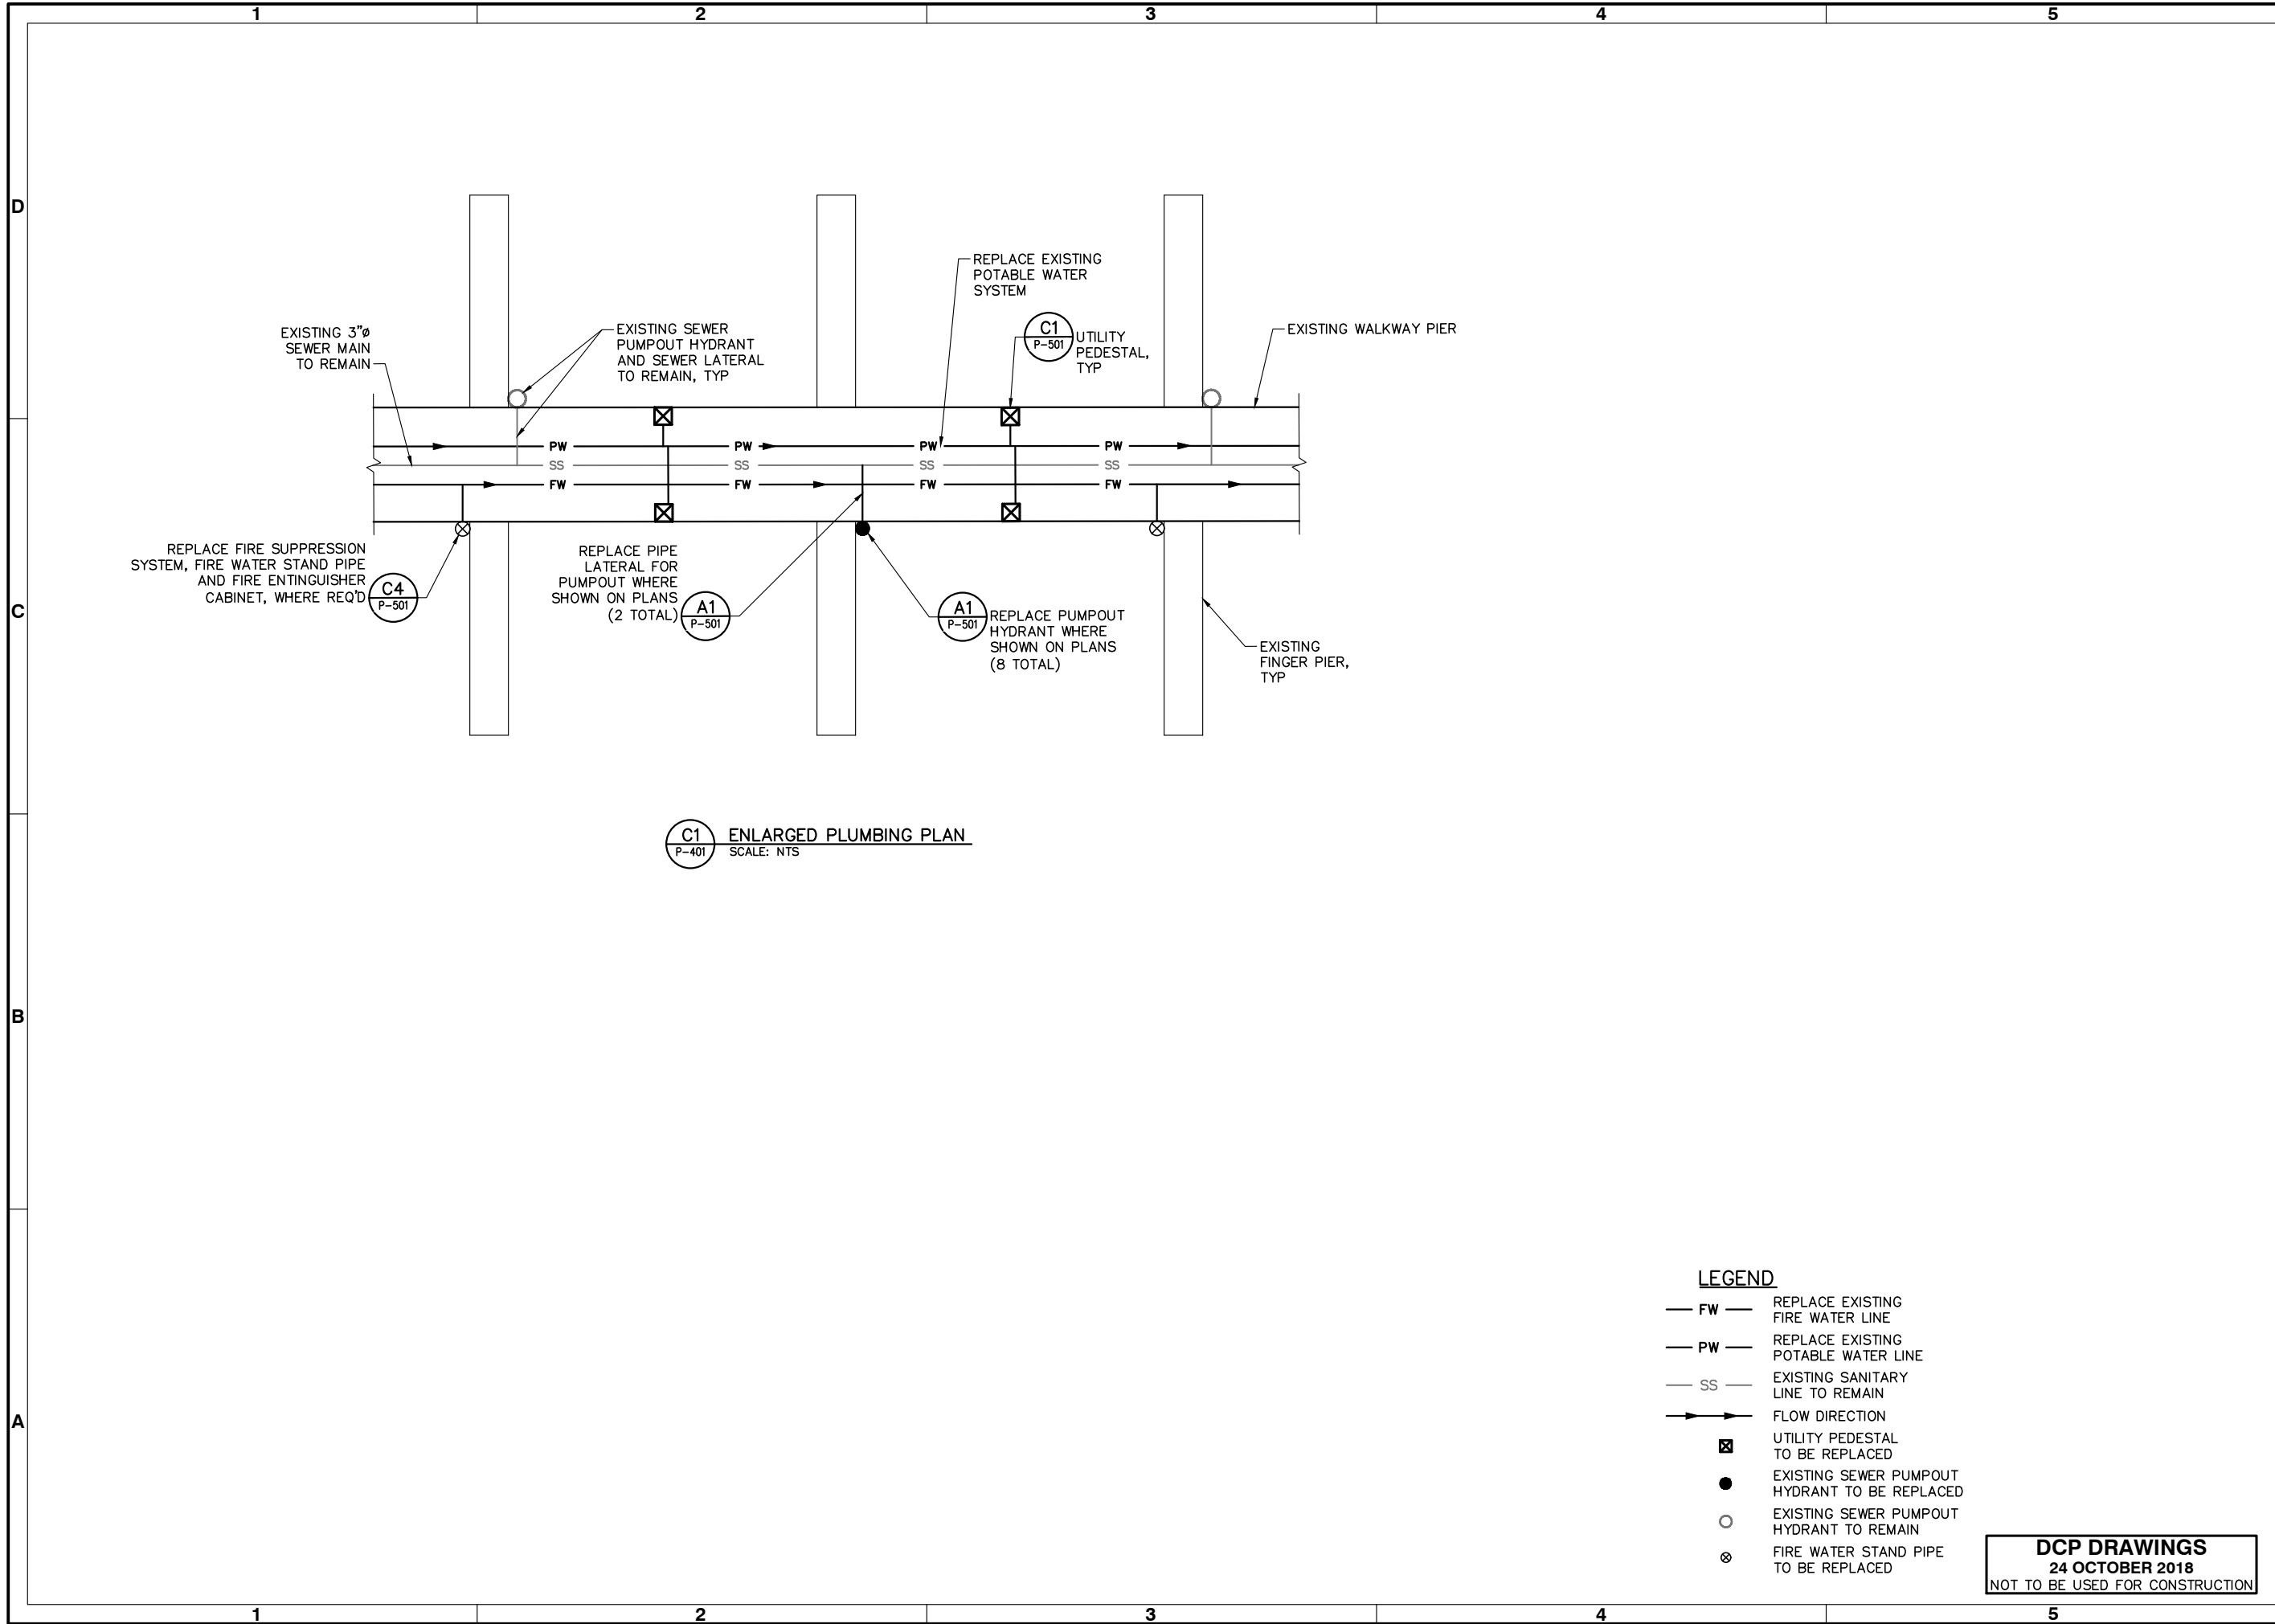 1 2 3 4 5
D
C
B
A
REPLACE EXISTING
POTABLE WATER
SYSTEM
EXISTING 3"ø
SEWER MAIN
TO REMAIN
EXISTING SEWER
PUMPOUT HYDRANT
AND SEWER LATERAL
TO REMAIN, TYP
C1
P-501
UTILITY
PEDESTAL,
TYP
EXISTING WALKWAY PIER
PW PW PW PW
SS SS SS SS
FW FW FW FW
REPLACE FIRE SUPPRESSION
SYSTEM, FIRE WATER STAND PIPE
AND FIRE ENTINGUISHER
CABINET, WHERE REQ'D
C4
P-501
REPLACE PIPE
LATERAL FOR
PUMPOUT WHERE
SHOWN ON PLANS
(2 TOTAL)
A1
P-501
A1
P-501
REPLACE PUMPOUT
HYDRANT WHERE
SHOWN ON PLANS
(8 TOTAL)
EXISTING
FINGER PIER,
TYP
C1
P-401
ENLARGED PLUMBING PLAN
SCALE: NTS
LEGEND
FW REPLACE EXISTING
FIRE WATER LINE
PW REPLACE EXISTING
POTABLE WATER LINE
SS EXISTING SANITARY
LINE TO REMAIN
FLOW DIRECTION
UTILITY PEDESTAL
TO BE REPLACED
EXISTING SEWER PUMPOUT
HYDRANT TO BE REPLACED
EXISTING SEWER PUMPOUT
HYDRANT TO REMAIN
FIRE WATER STAND PIPE
TO BE REPLACED
DCP DRAWINGS
24 OCTOBER 2018
NOT TO BE USED FOR CONSTRUCTION
1 2 3 4 5